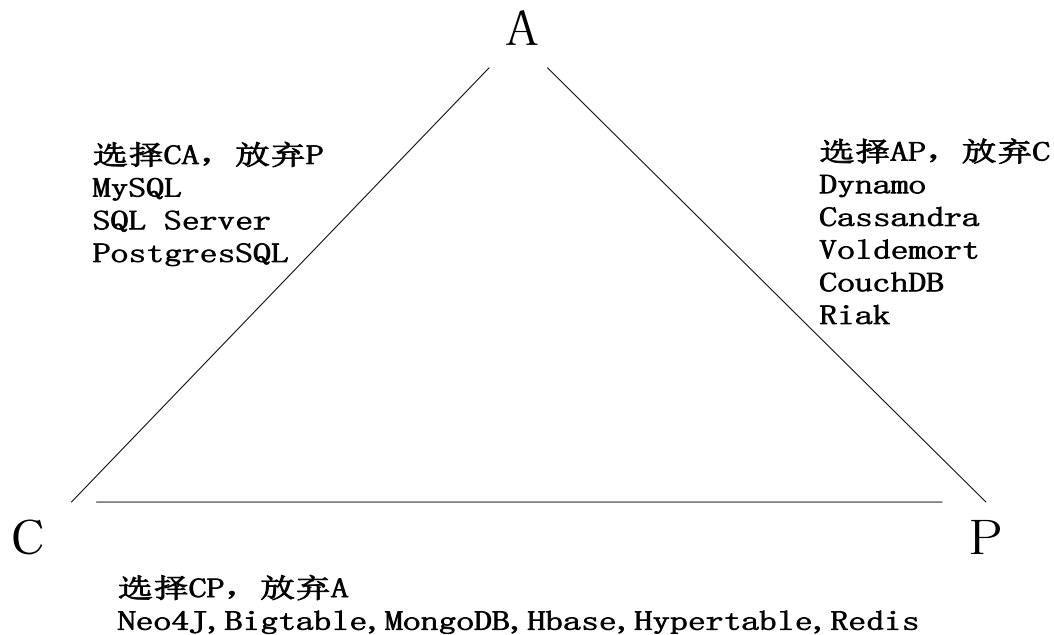 A
选择CA，放弃P
MySQL
SQL Server
PostgresSQL
选择AP，放弃C
Dynamo
Cassandra
Voldemort
CouchDB
Riak
C
P
选择CP，放弃A
Neo4J,Bigtable,MongoDB,Hbase,Hypertable,Redis